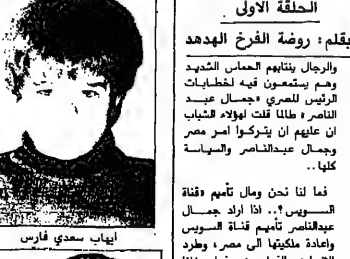 الحلقة الاولى
بقلم : روضة الفرخ الهدهد
والرجال ينتابهم الحماس الشديد
وهم يستمعون فيه لخطابات
الرئيس المصري «جمال عبد
الناصر» طالما قلت لهؤلاء الشباب
ان عليهم ان يتركوا امر مصر
وجمال عبدالناصر والسياسة
كلها ..
فما لنا نحن ومال تأميم «قناة
السويس» ؟.. اذا اراد جمال
عبدالناصر تأميم قناة السويس
واعادة ملكيتها الى مصر ، وطرد
ايهاب سعدي فارس